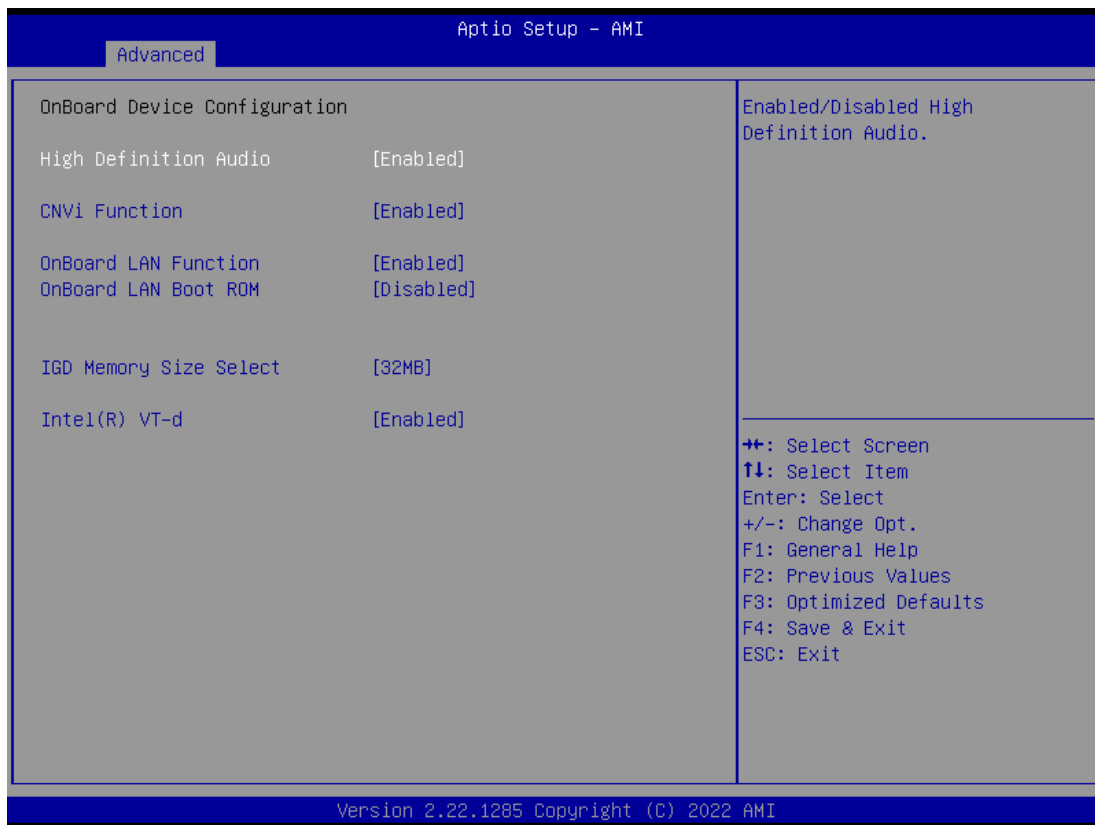 Aptio Setup – AMI
Advanced
OnBoard Device Configuration
High Definition Audio [Enabled]
CNVi Function [Enabled]
OnBoard LAN Function [Enabled]
OnBoard LAN Boot ROM [Disabled]
IGD Memory Size Select [32MB]
Intel(R) VT-d [Enabled]
Enabled/Disabled High
Definition Audio.
→←: Select Screen
↑↓: Select Item
Enter: Select
+/-: Change Opt.
F1: General Help
F2: Previous Values
F3: Optimized Defaults
F4: Save & Exit
ESC: Exit
Version 2.22.1285 Copyright (C) 2022 AMI